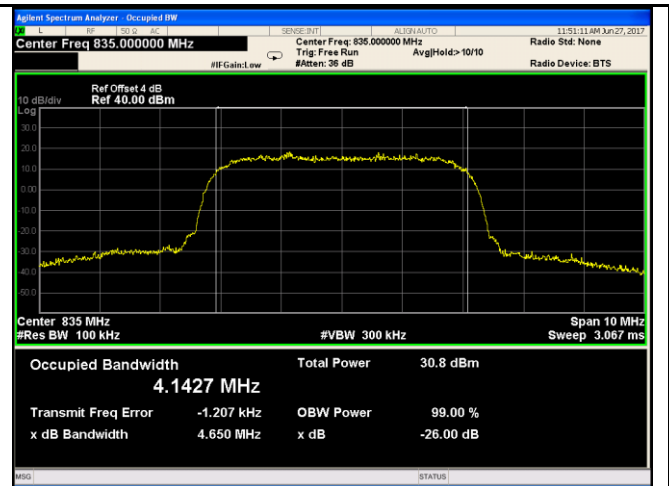 Agilent Spectrum Analyzer - Occupied BW
L RF 50 Ω AC SENSE:INT ALIGN AUTO 11:51:11 AM Jun 27, 2017
Center Freq 835.000000 MHz Center Freq: 835.000000 MHz Radio Std: None
Trig: Free Run Avg|Hold:> 10/10
#IFGain:Low #Atten: 36 dB Radio Device: BTS
Ref Offset 4 dB
10 dB/div Ref 40.00 dBm
Log
30.0
20.0
10.0
0.00
-10.0
-20.0
-30.0
-40.0
-50.0
Center 835 MHz Span 10 MHz
#Res BW 100 kHz #VBW 300 kHz Sweep 3.067 ms
Occupied Bandwidth Total Power 30.8 dBm
4.1427 MHz
Transmit Freq Error -1.207 kHz OBW Power 99.00 %
x dB Bandwidth 4.650 MHz x dB -26.00 dB
MSG STATUS